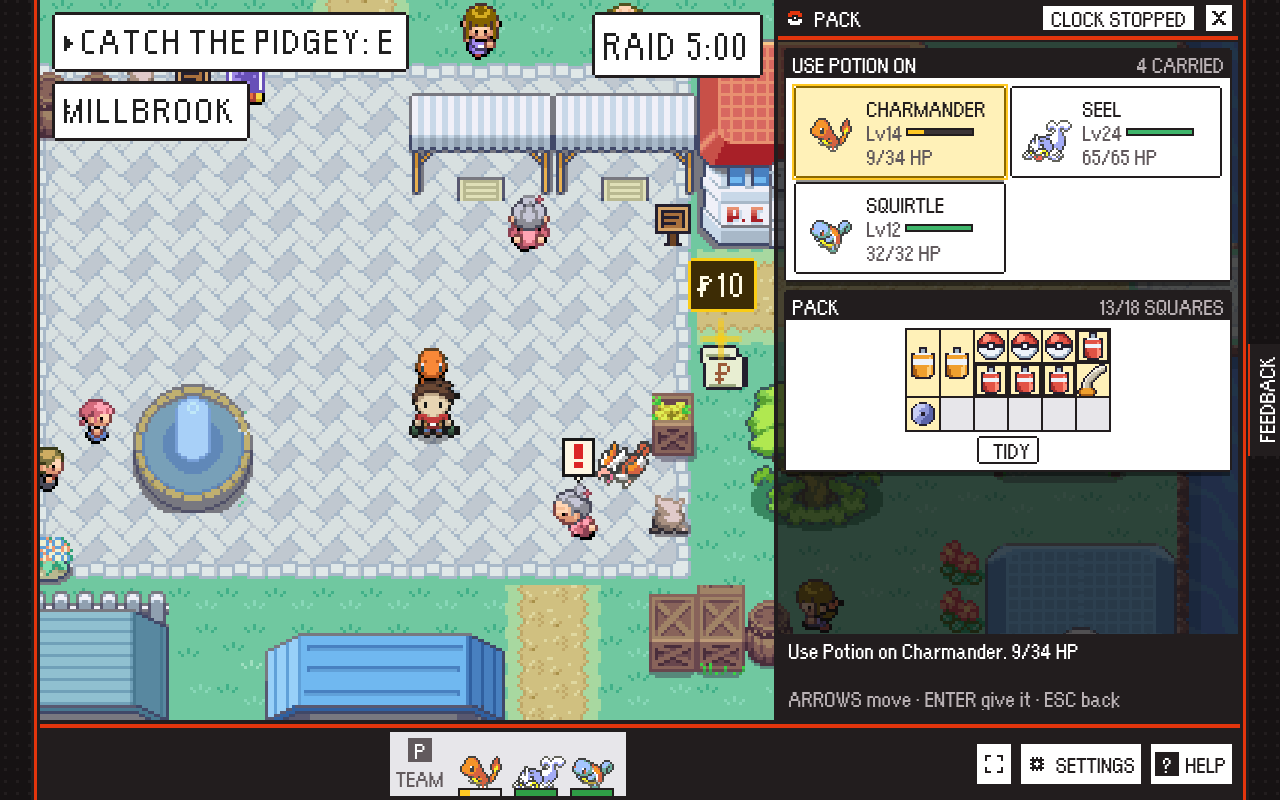 CATCH THE PIDGEY: E
RAID 5:00
MILLBROOK
P.C
₽10
₽
!
PACK
CLOCK STOPPED
X
USE POTION ON
4 CARRIED
CHARMANDER
Lv14
9/34 HP
SEEL
Lv24
65/65 HP
SQUIRTLE
Lv12
32/32 HP
PACK
13/18 SQUARES
TIDY
Use Potion on Charmander. 9/34 HP
ARROWS move · ENTER give it · ESC back
FEEDBACK
P
TEAM
SETTINGS
? HELP